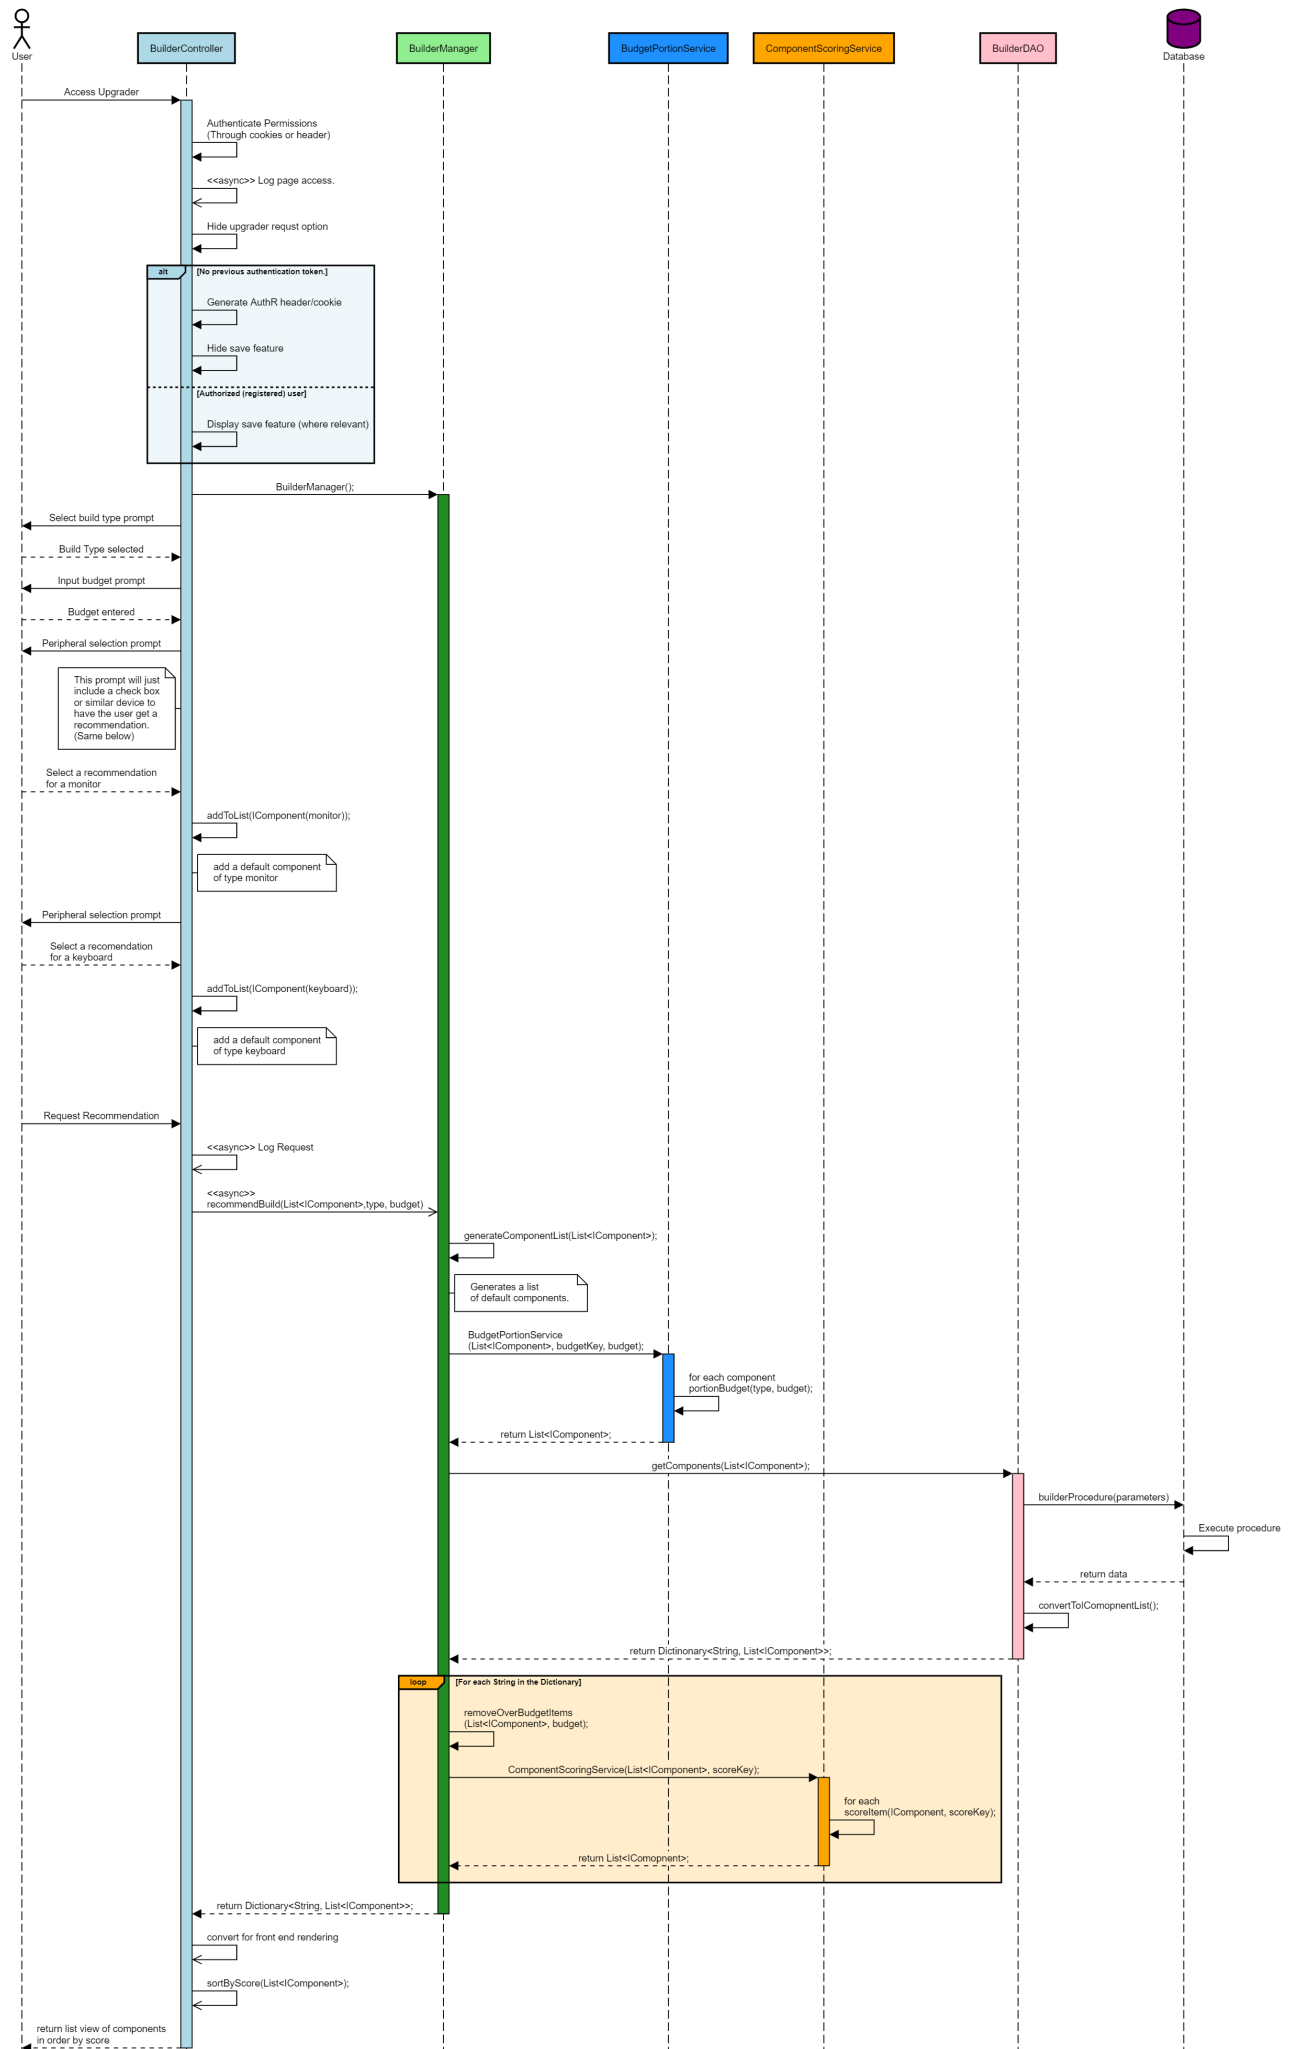 User
BuilderController
BuilderManager
BudgetPortionService
ComponentScoringService
BuilderDAO
Database
Access Upgrader
Authenticate Permissions
(Through cookies or header)
<<async>> Log page access.
Hide upgrader requst option
alt
[No previous authentication token.]
Generate AuthR header/cookie
Hide save feature
[Authorized (registered) user]
Display save feature (where relevant)
BuilderManager();
Select build type prompt
Build Type selected
Input budget prompt
Budget entered
Peripheral selection prompt
This prompt will just
include a check box
or similar device to
have the user get a
recommendation.
(Same below)
Select a recommendation
for a monitor
addToList(IComponent(monitor));
add a default component
of type monitor
Peripheral selection prompt
Select a recomendation
for a keyboard
addToList(IComponent(keyboard));
add a default component
of type keyboard
Request Recommendation
<<async>> Log Request
<<async>>
recommendBuild(List<IComponent>,type, budget)
generateComponentList(List<IComponent>);
Generates a list
of default components.
BudgetPortionService
(List<IComponent>, budgetKey, budget);
for each component
portionBudget(type, budget);
return List<IComponent>;
getComponents(List<IComponent>);
builderProcedure(parameters)
Execute procedure
return data
convertToIComopnentList();
return Dictinonary<String, List<IComponent>>;
loop
[For each String in the Dictionary]
removeOverBudgetItems
(List<IComponent>, budget);
ComponentScoringService(List<IComponent>, scoreKey);
for each
scoreItem(IComponent, scoreKey);
return List<IComopnent>;
return Dictionary<String, List<IComponent>>;
convert for front end rendering
sortByScore(List<IComponent>);
return list view of components
in order by score